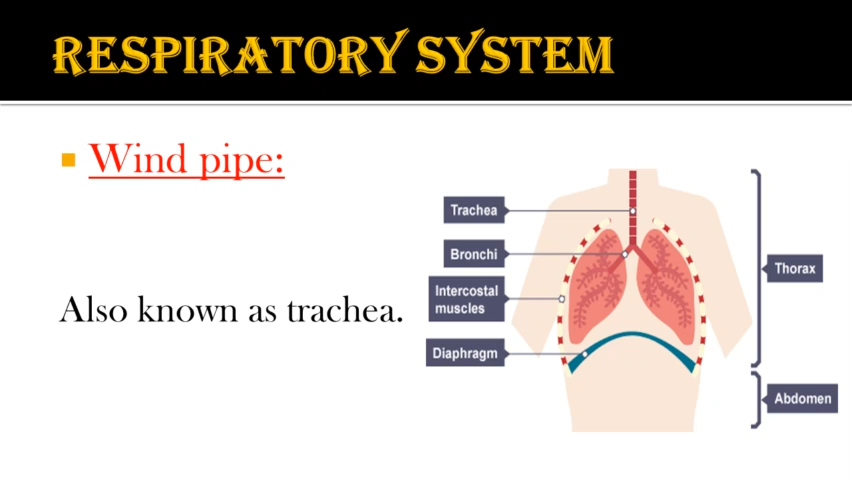 RESPIRATORY SYSTEM
Wind pipe:
Also known as trachea.
Trachea
Bronchi
Intercostal
muscles
Diaphragm
Thorax
Abdomen